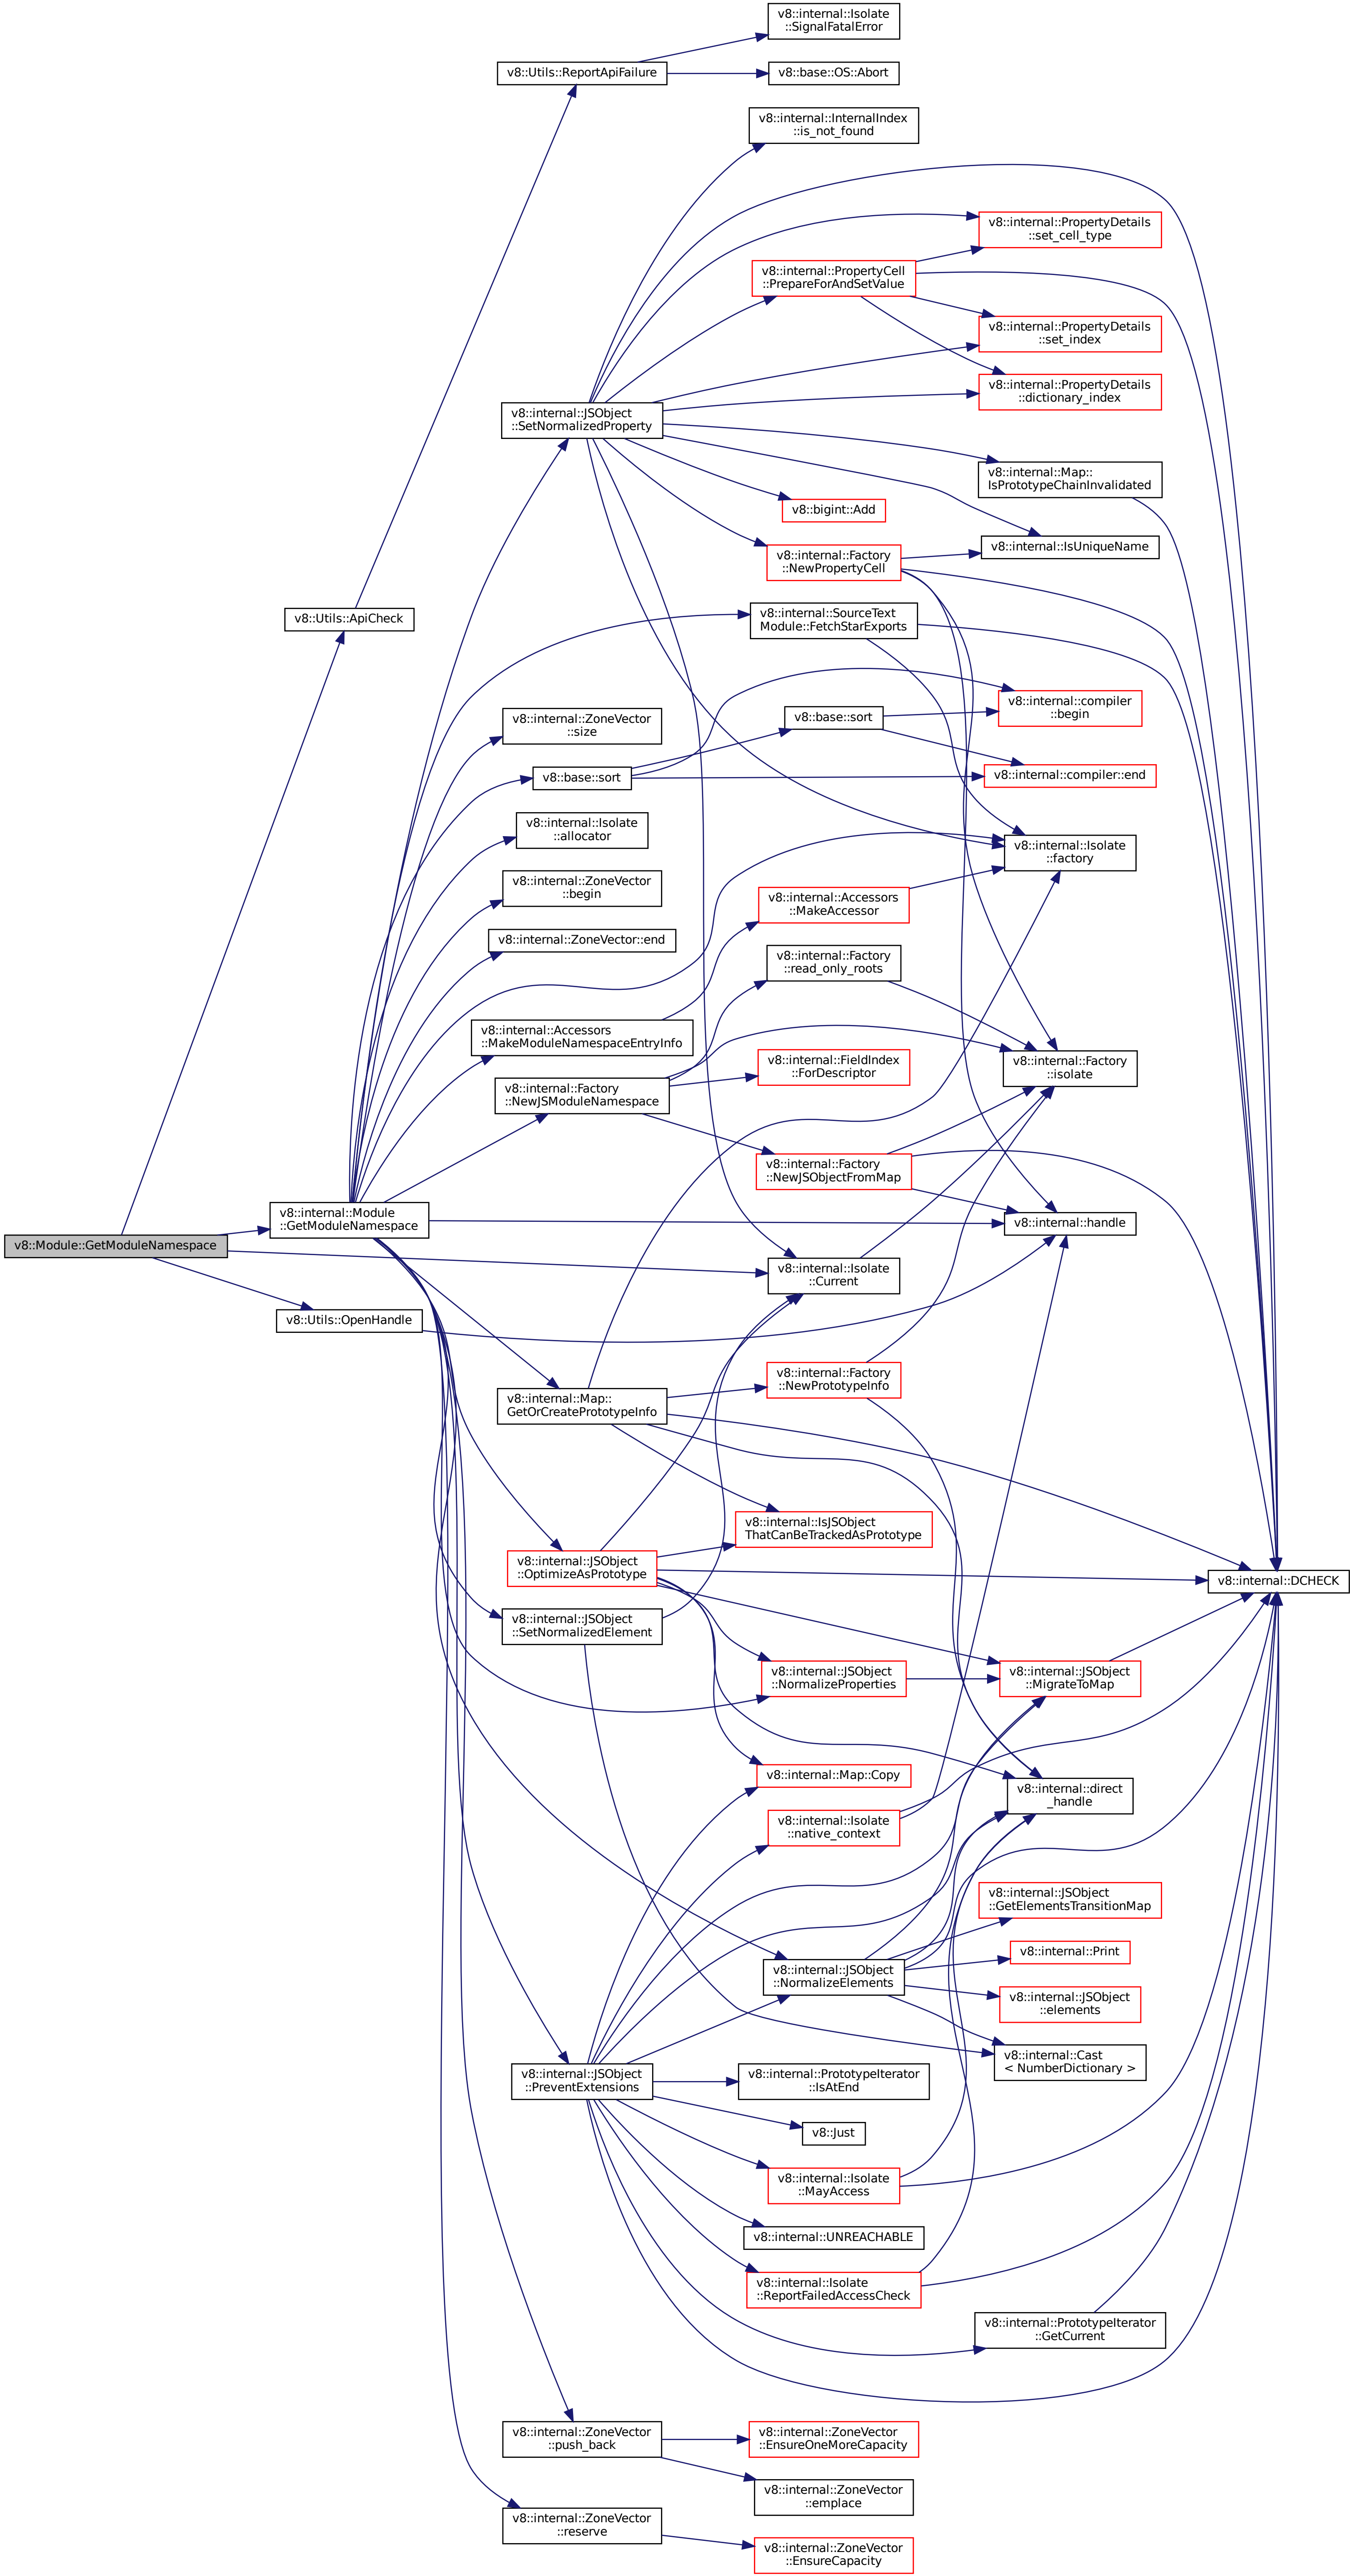 v8::internal::Isolate
::SignalFatalError
v8::Utils::ReportApiFailure
v8::base::OS::Abort
v8::internal::InternalIndex
::is_not_found
v8::internal::PropertyDetails
::set_cell_type
v8::internal::PropertyCell
::PrepareForAndSetValue
v8::internal::PropertyDetails
::set_index
v8::internal::PropertyDetails
::dictionary_index
v8::internal::JSObject
::SetNormalizedProperty
v8::internal::Map::
IsPrototypeChainInvalidated
v8::bigint::Add
v8::internal::IsUniqueName
v8::internal::Factory
::NewPropertyCell
v8::Utils::ApiCheck
v8::internal::SourceText
Module::FetchStarExports
v8::internal::compiler
::begin
v8::internal::ZoneVector
::size
v8::base::sort
v8::base::sort
v8::internal::compiler::end
v8::internal::Isolate
::allocator
v8::internal::Isolate
::factory
v8::internal::ZoneVector
::begin
v8::internal::Accessors
::MakeAccessor
v8::internal::ZoneVector::end
v8::internal::Factory
::read_only_roots
v8::internal::Accessors
::MakeModuleNamespaceEntryInfo
v8::internal::FieldIndex
::ForDescriptor
v8::internal::Factory
::isolate
v8::internal::Factory
::NewJSModuleNamespace
v8::internal::Factory
::NewJSObjectFromMap
v8::internal::Module
::GetModuleNamespace
v8::internal::handle
v8::Module::GetModuleNamespace
v8::internal::Isolate
::Current
v8::Utils::OpenHandle
v8::internal::Map::
GetOrCreatePrototypeInfo
v8::internal::Factory
::NewPrototypeInfo
v8::internal::IsJSObject
ThatCanBeTrackedAsPrototype
v8::internal::JSObject
::OptimizeAsPrototype
v8::internal::DCHECK
v8::internal::JSObject
::SetNormalizedElement
v8::internal::JSObject
::NormalizeProperties
v8::internal::JSObject
::MigrateToMap
v8::internal::Map::Copy
v8::internal::direct
_handle
v8::internal::Isolate
::native_context
v8::internal::JSObject
::GetElementsTransitionMap
v8::internal::Print
v8::internal::JSObject
::NormalizeElements
v8::internal::JSObject
::elements
v8::internal::Cast
< NumberDictionary >
v8::internal::JSObject
::PreventExtensions
v8::internal::PrototypeIterator
::IsAtEnd
v8::Just
v8::internal::Isolate
::MayAccess
v8::internal::UNREACHABLE
v8::internal::Isolate
::ReportFailedAccessCheck
v8::internal::PrototypeIterator
::GetCurrent
v8::internal::ZoneVector
::push_back
v8::internal::ZoneVector
::EnsureOneMoreCapacity
v8::internal::ZoneVector
::emplace
v8::internal::ZoneVector
::reserve
v8::internal::ZoneVector
::EnsureCapacity